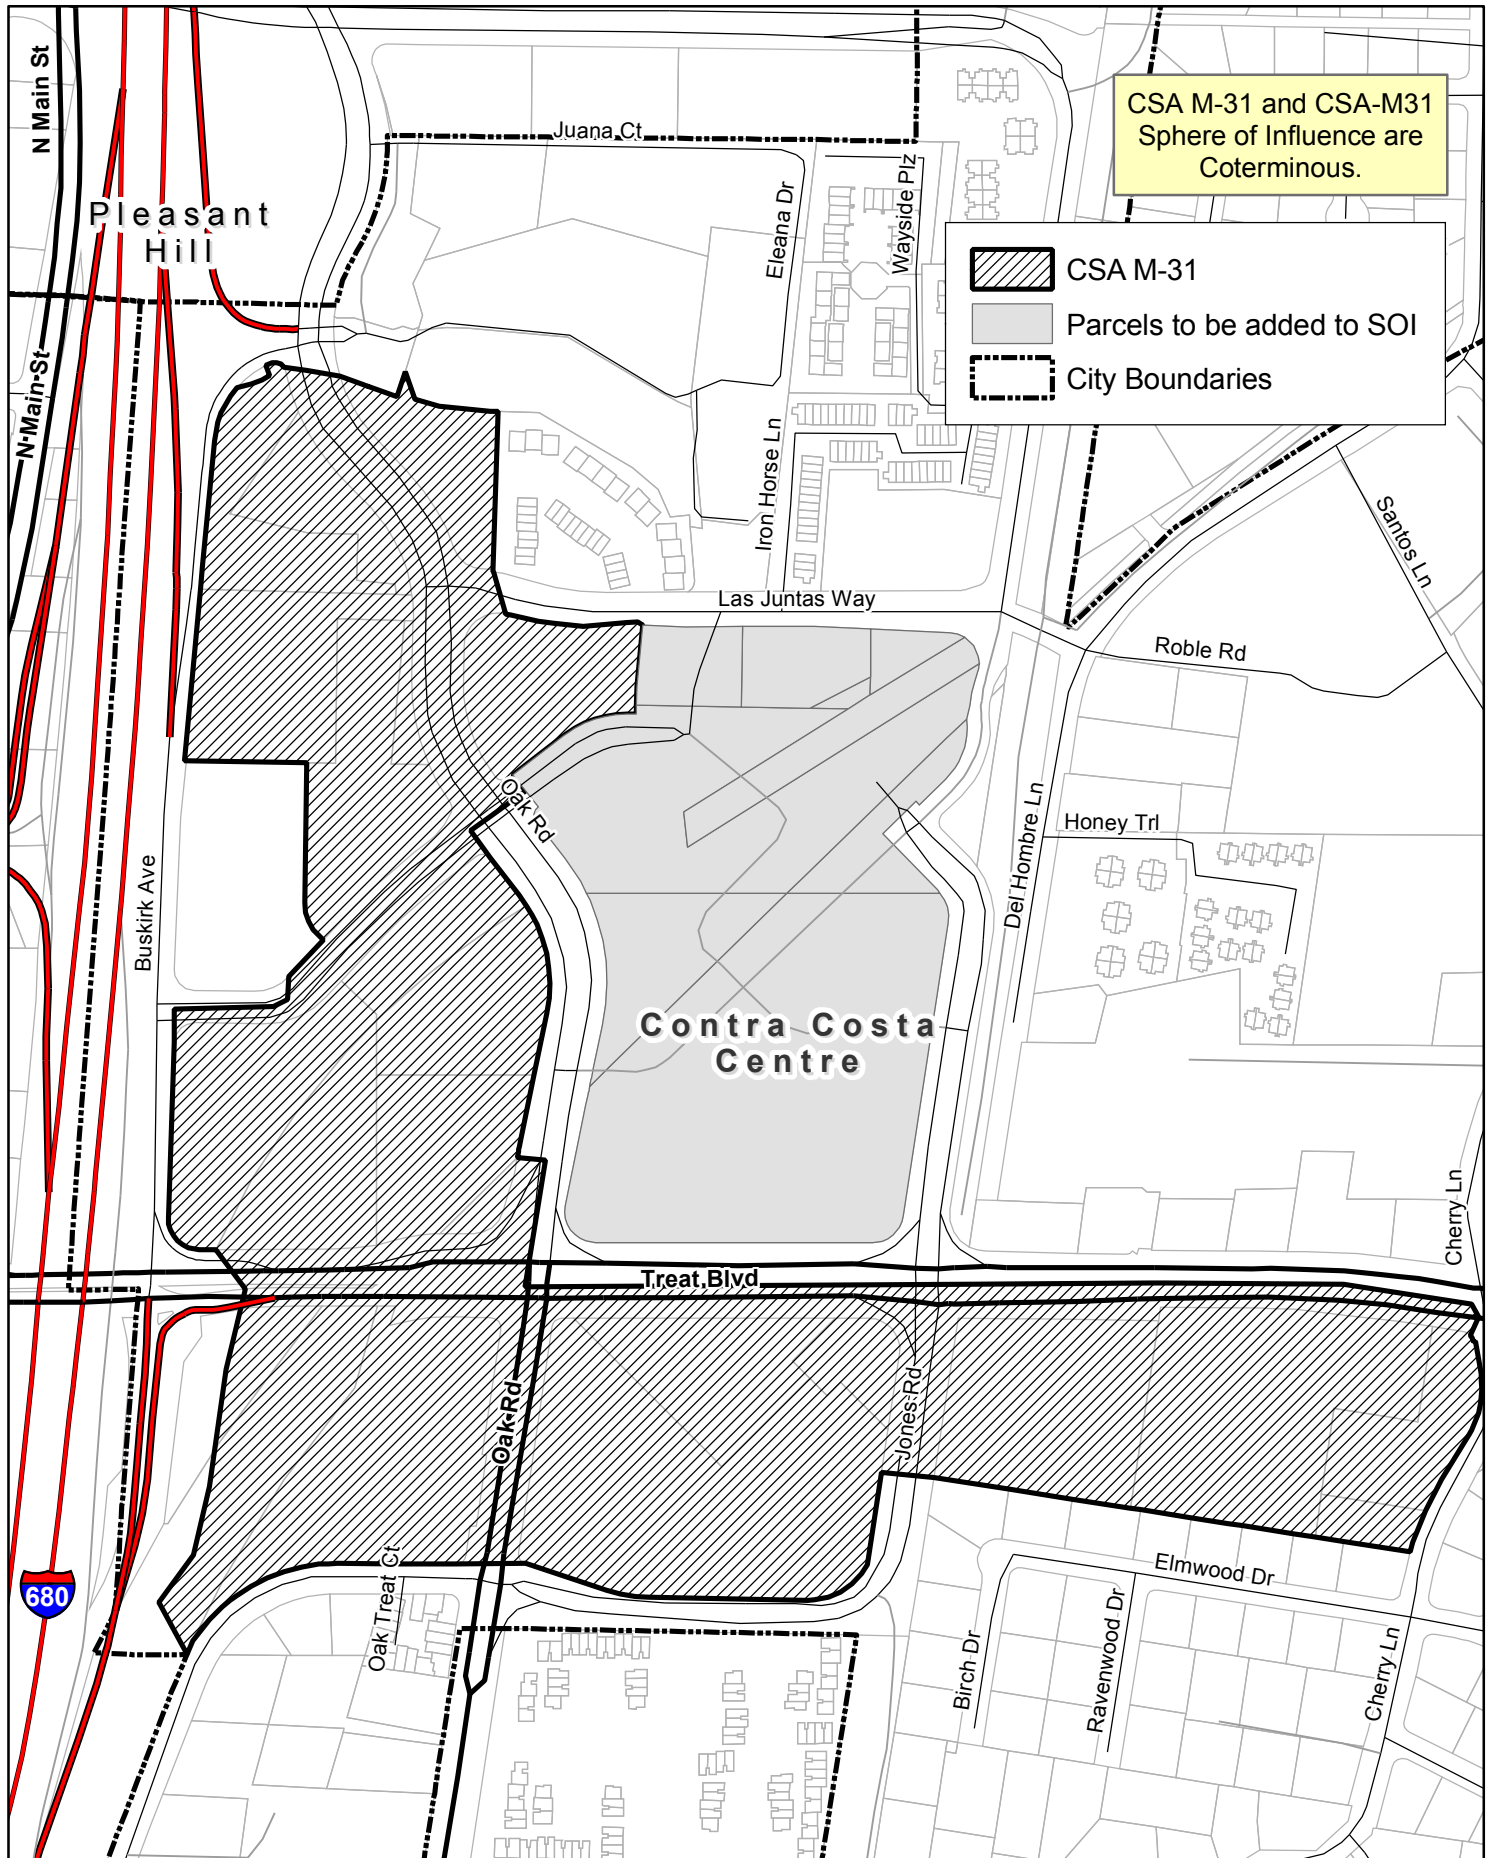 N Main St
CSA M-31 and CSA-M31
Sphere of Influence are
Coterminous.
Juana Ct
Pleasant
Hill
Eleana Dr
Wayside Plz
CSA M-31
Parcels to be added to SOI
City Boundaries
N Main St
Iron Horse Ln
Santos Ln
Las Juntas Way
Roble Rd
Oak Rd
Del Hombre Ln
Honey Trl
Buskirk Ave
Contra Costa
Centre
Cherry Ln
Treat Blvd
Oak Rd
Jones Rd
680
Oak Treat Ct
Elmwood Dr
Birch Dr
Ravenwood Dr
Cherry Ln